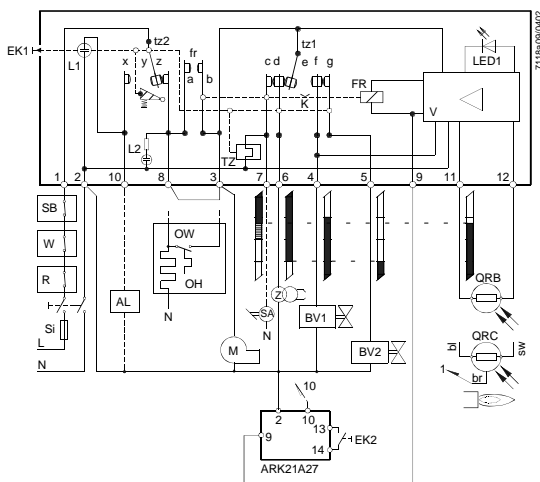 7118a09/0402
EK1
L1
tz2
x
y
z
fr
a
b
tz1
c d
e
f
g
LED1
FR
V
K
L2
TZ
1
2
10
8
3
7
6
4
5
9
11
12
SB
W
R
Si
L
N
AL
OW
OH
N
M
SA
N
Z
BV1
BV2
QRB
QRC
bl
sw
br
1
10
2
10
9
13
14
EK2
ARK21A27